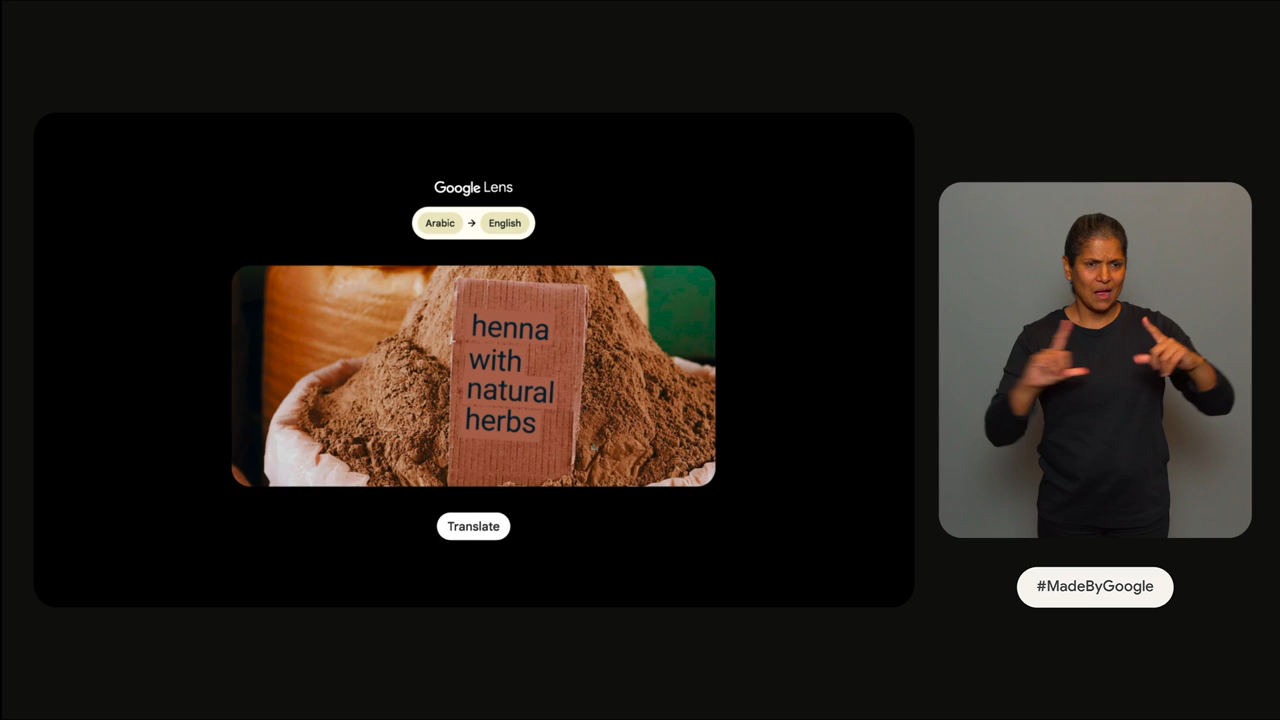 Google Lens
Arabic → English
henna
with
natural
herbs
Translate
#MadeByGoogle